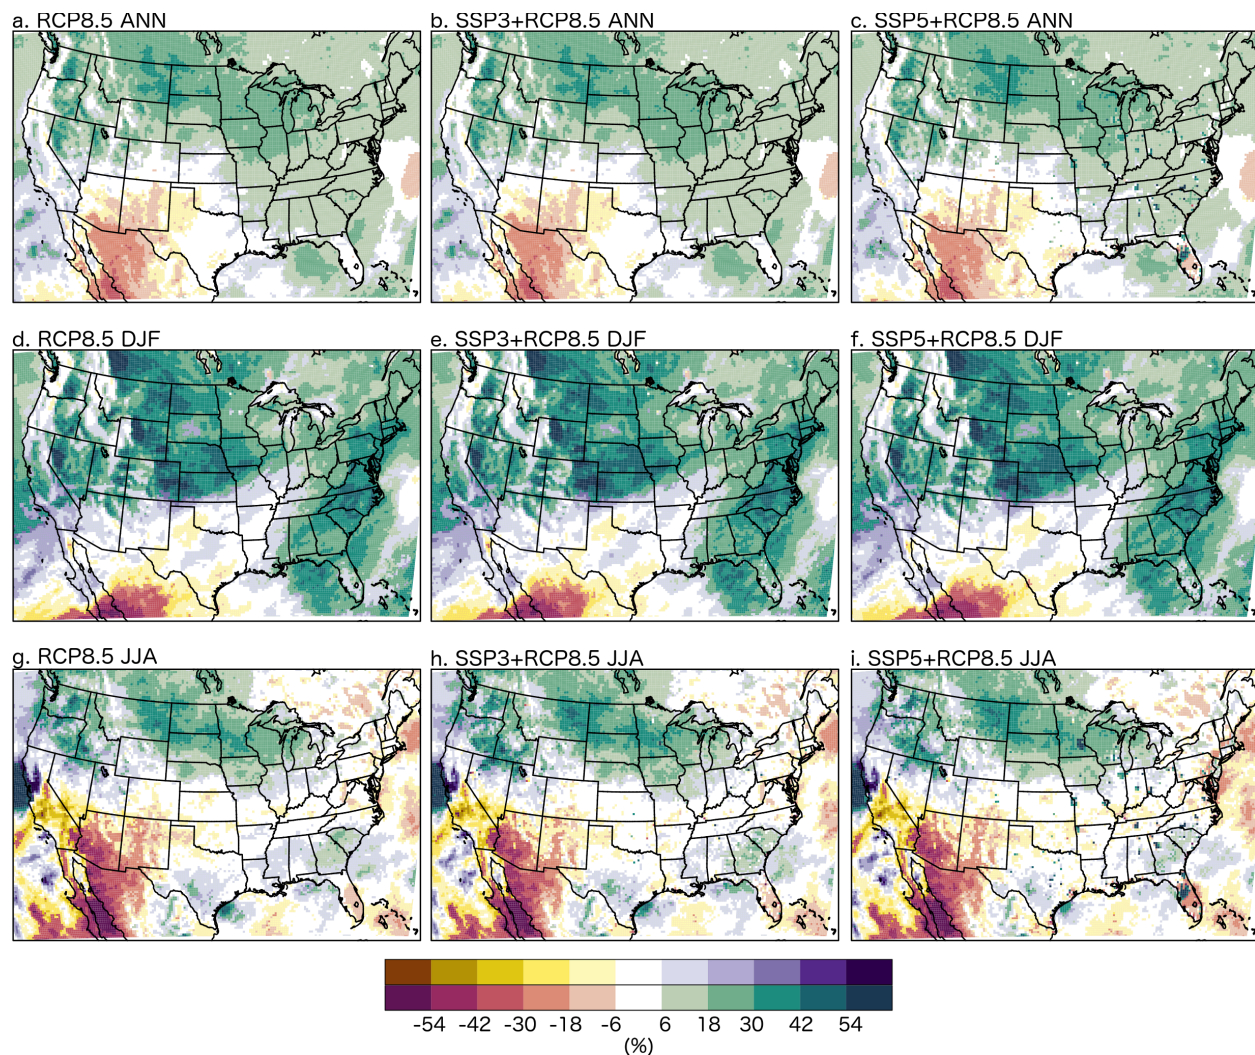 a. RCP8.5 ANN
b. SSP3+RCP8.5 ANN
c. SSP5+RCP8.5 ANN
d. RCP8.5 DJF
e. SSP3+RCP8.5 DJF
f. SSP5+RCP8.5 DJF
g. RCP8.5 JJA
h. SSP3+RCP8.5 JJA
i. SSP5+RCP8.5 JJA
-54 -42 -30 -18 -6 6 18 30 42 54
(%)